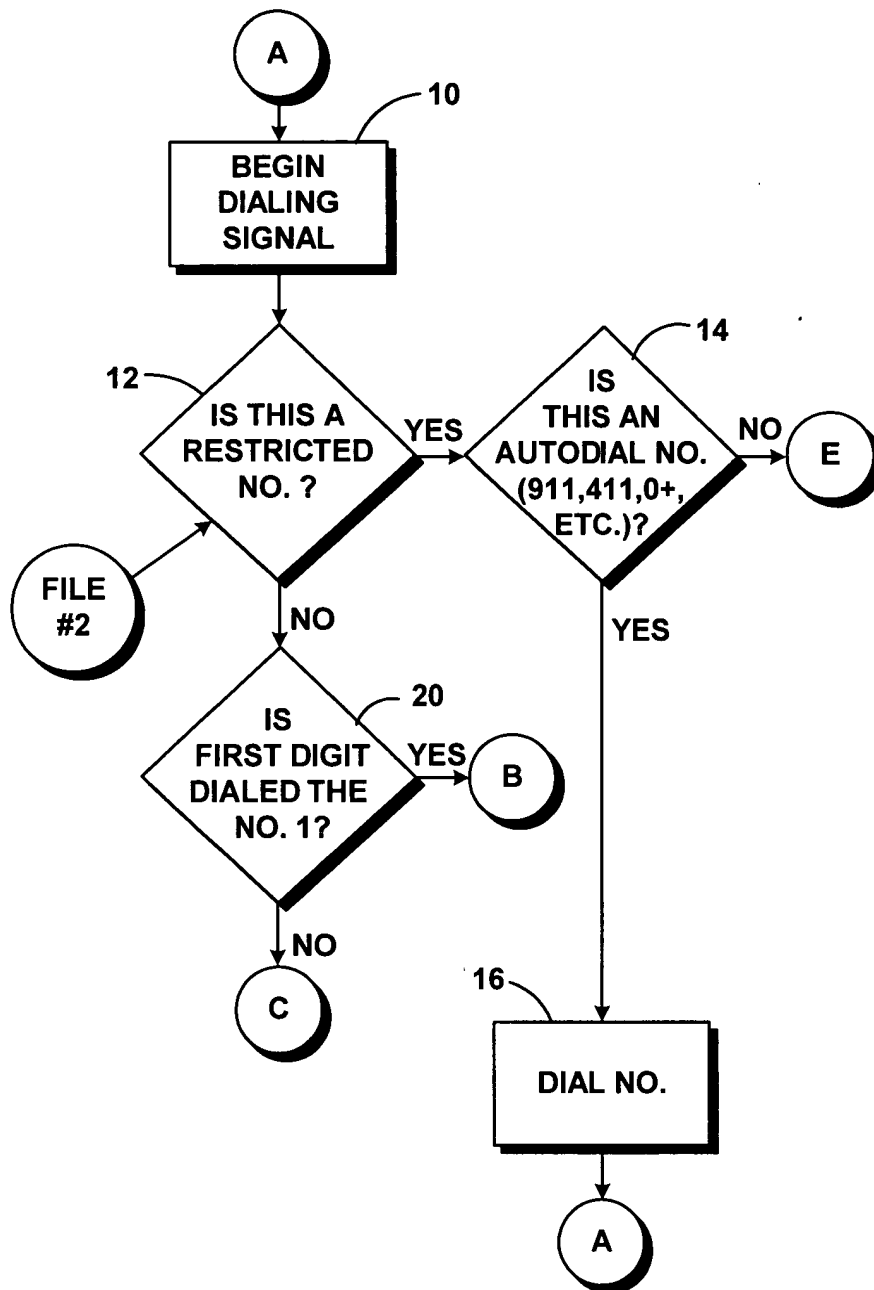 A
10
BEGIN
DIALING
SIGNAL
12
IS THIS A
RESTRICTED
NO. ?
YES
14
IS
THIS AN
AUTODIAL NO.
(911,411,0+,
ETC.)?
NO
E
FILE
#2
NO
YES
20
IS
FIRST DIGIT
DIALED THE
NO. 1?
YES
B
NO
C
16
DIAL NO.
A